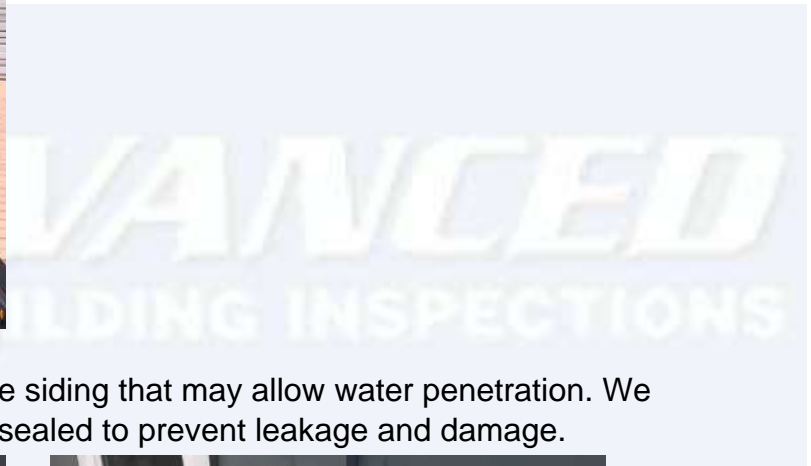 VANCED
ILDING INSPECTIONS
e siding that may allow water penetration. We
sealed to prevent leakage and damage.